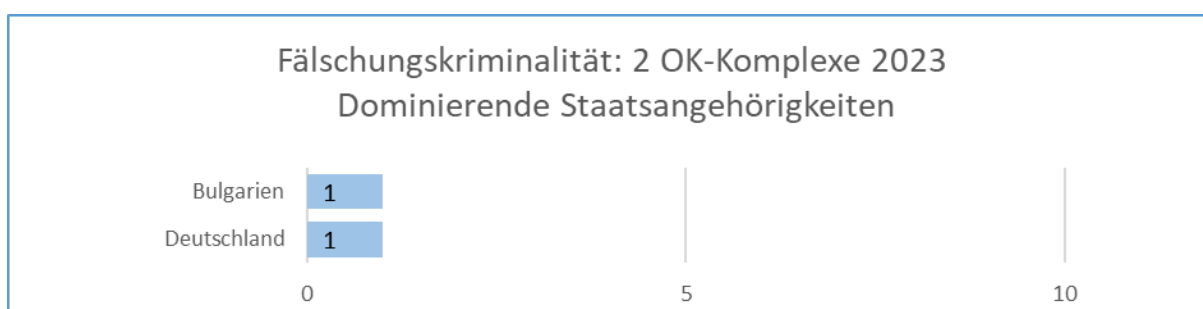 Fälschungskriminalität: 2 OK-Komplexe 2023
Dominierende Staatsangehörigkeiten
Bulgarien 1
Deutschland 1
0 5 10